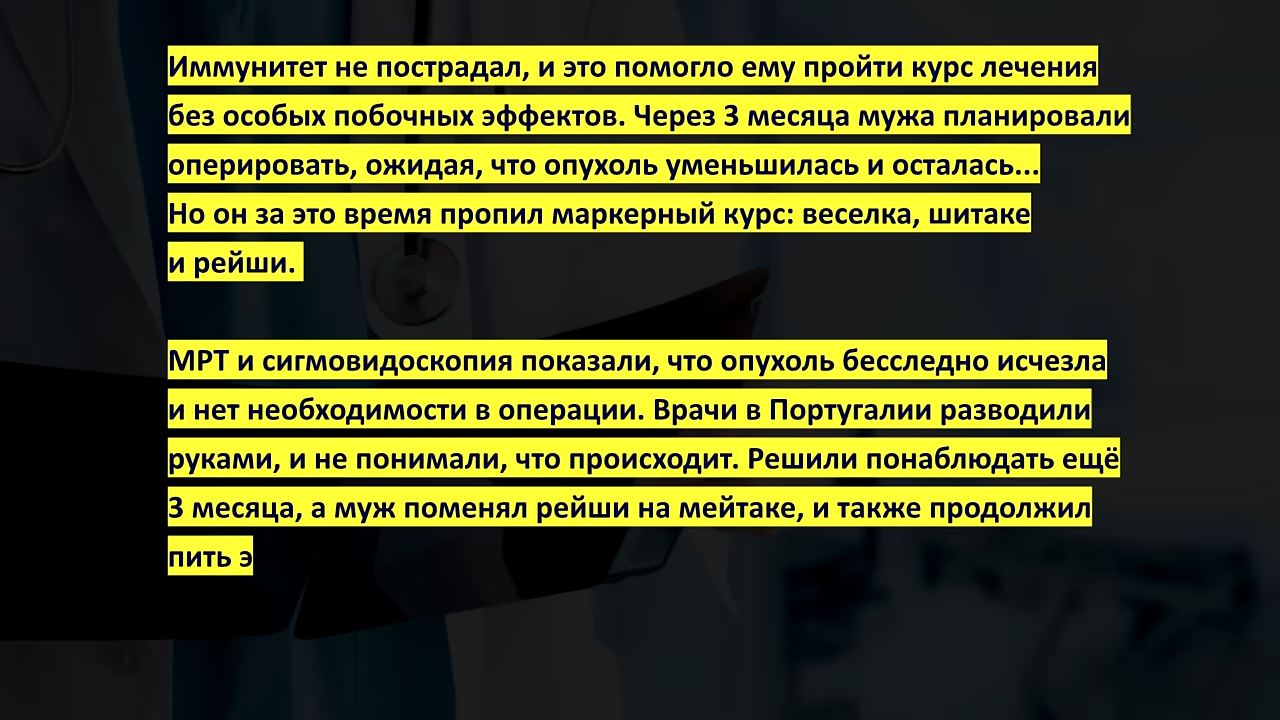 Иммунитет не пострадал, и это помогло ему пройти курс лечения
без особых побочных эффектов. Через 3 месяца мужа планировали
оперировать, ожидая, что опухоль уменьшилась и осталась...
Но он за это время пропил маркерный курс: веселка, шитаке
и рейши.
МРТ и сигмовидоскопия показали, что опухоль бесследно исчезла
и нет необходимости в операции. Врачи в Португалии разводили
руками, и не понимали, что происходит. Решили понаблюдать ещё
3 месяца, а муж поменял рейши на мейтаке, и также продолжил
пить э